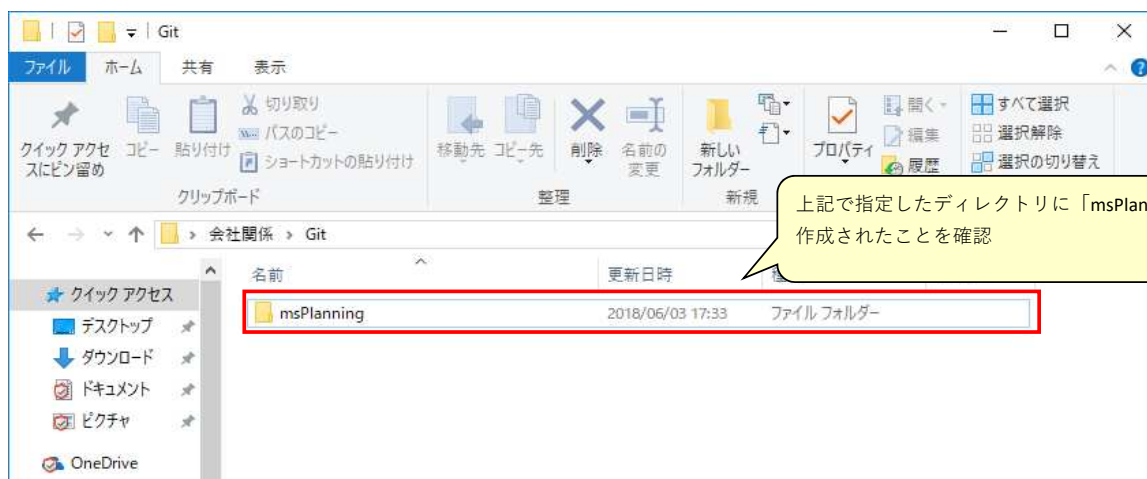 Git
ファイル ホーム 共有 表示
クイック アクセスにピン留め
コピー
貼り付け
切り取り
パスのコピー
ショートカットの貼り付け
クリップボード
移動先
コピー先
削除
名前の変更
整理
新しいフォルダー
新規
プロパティ
開く
編集
履歴
すべて選択
選択解除
選択の切り替え
上記で指定したディレクトリに「msPlan
作成されたことを確認
会社関係 › Git
名前 更新日時
msPlanning 2018/06/03 17:33 ファイル フォルダー
クイック アクセス
デスクトップ
ダウンロード
ドキュメント
ピクチャ
OneDrive